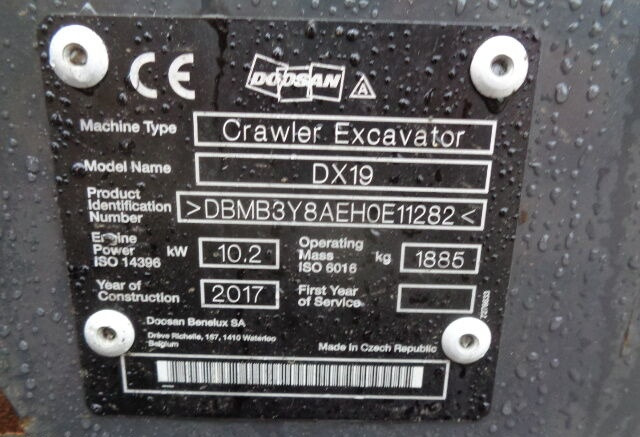 CE DOOSAN A
Machine Type Crawler Excavator
Model Name DX19
Product
Identification >DBMB3Y8AEH0E11282<
Number
Engine
Power kW 10.2
ISO 14396
Operating
Mass kg 1885
ISO 6016
Year of
Construction 2017
First Year
of Service
Doosan Benelux SA
Drève Richelle, 157, 1410 Waterloo
Belgium
Made in Czech Republic